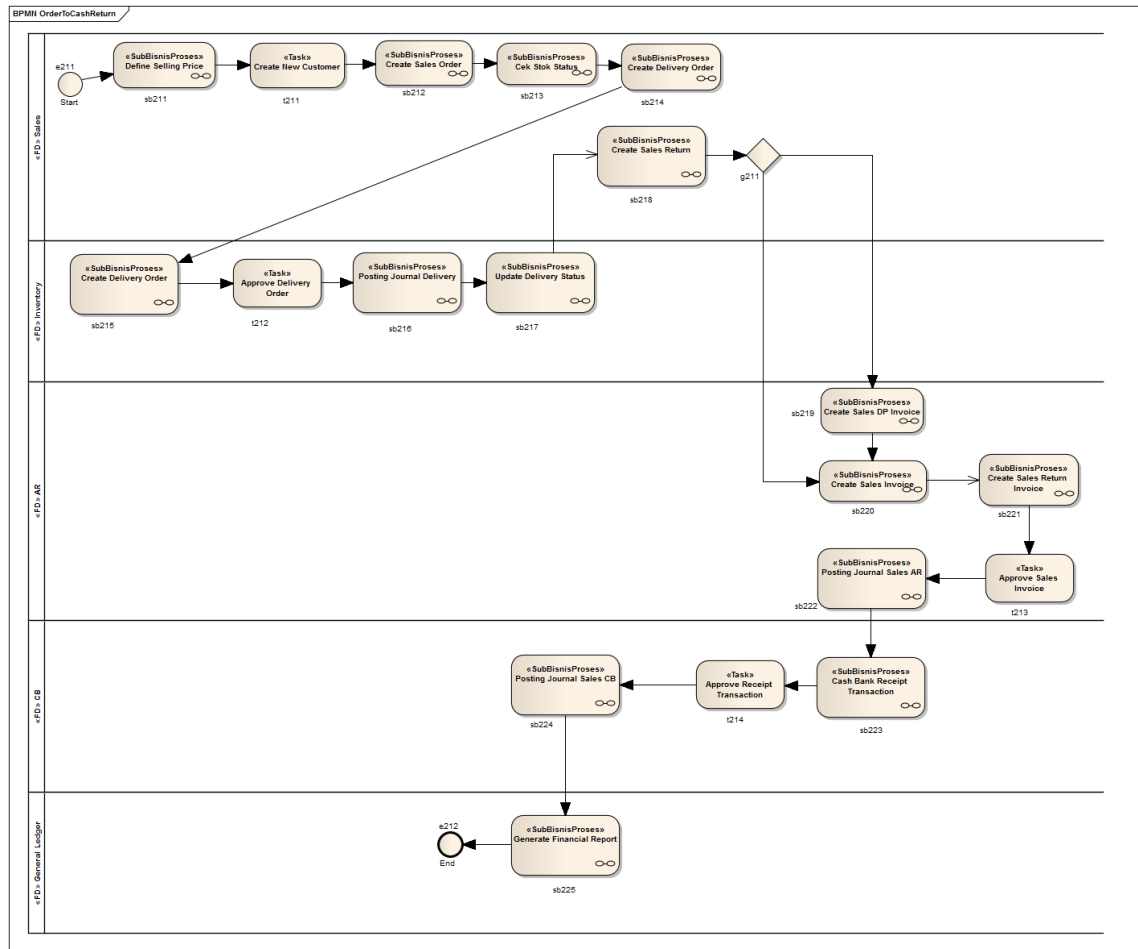 BPMN OrderToCashReturn
«FD» Sales
e211
Start
«SubBisnisProses»
Define Selling Price
sb211
«Task»
Create New Customer
t211
«SubBisnisProses»
Create Sales Order
sb212
«SubBisnisProses»
Cek Stok Status
sb213
«SubBisnisProses»
Create Delivery Order
sb214
«SubBisnisProses»
Create Sales Return
sb218
g211
«FD» Inventory
«SubBisnisProses»
Create Delivery Order
sb215
«Task»
Approve Delivery
Order
t212
«SubBisnisProses»
Posting Journal Delivery
sb216
«SubBisnisProses»
Update Delivery Status
sb217
«FD» AR
«SubBisnisProses»
Create Sales DP Invoice
sb219
«SubBisnisProses»
Create Sales Invoice
sb220
«SubBisnisProses»
Create Sales Return
Invoice
sb221
«SubBisnisProses»
Posting Journal Sales AR
sb222
«Task»
Approve Sales
Invoice
t213
«FD» CB
«SubBisnisProses»
Posting Journal Sales CB
sb224
«Task»
Approve Receipt
Transaction
t214
«SubBisnisProses»
Cash Bank Receipt
Transaction
sb223
«FD» General Ledger
e212
End
«SubBisnisProses»
Generate Financial Report
sb225